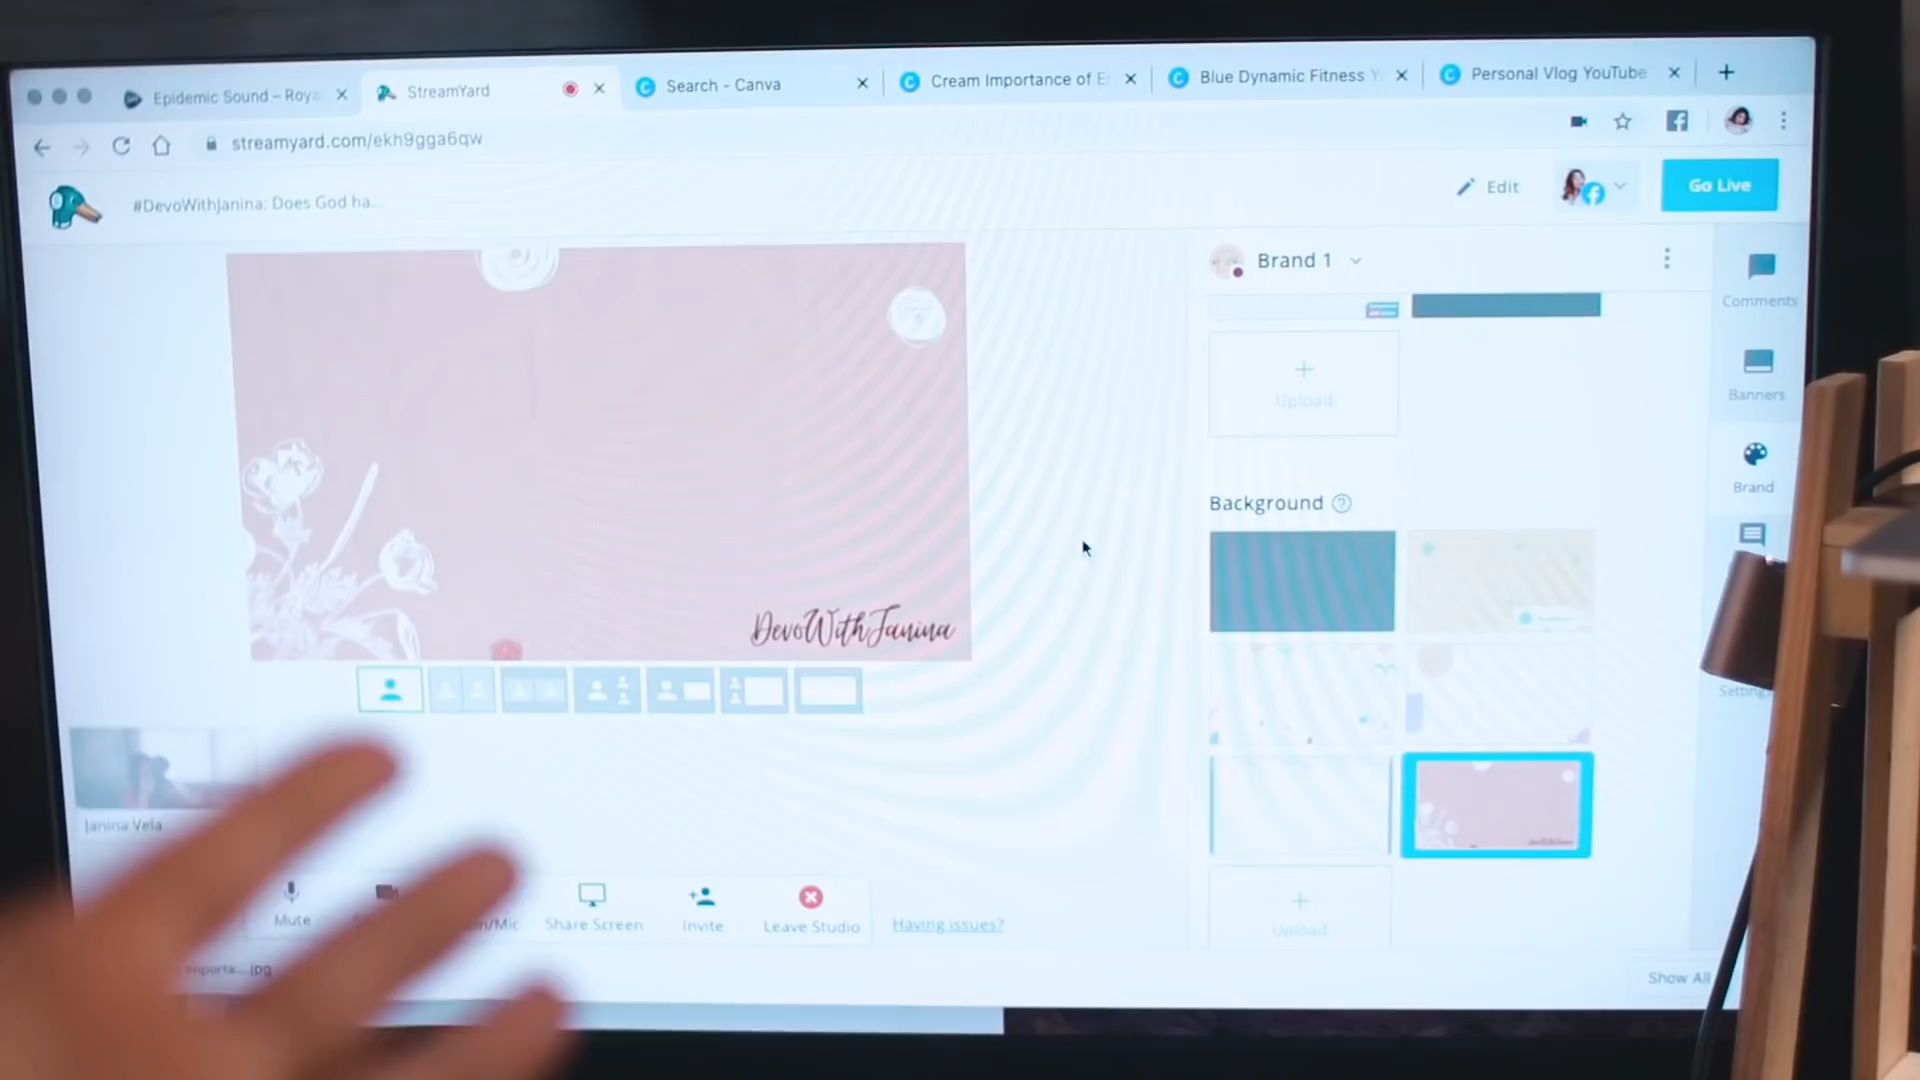 Epidemic Sound – Roya
StreamYard
Search - Canva
Cream Importance of E
Blue Dynamic Fitness Y
Personal Vlog YouTube
streamyard.com/ekh9gga6qw
#DevoWithJanina: Does God ha...
Edit
Go Live
Brand 1
Comments
Upload
Banners
Brand
Background
DevoWithJanina
Settings
Janina Vela
Mute
/Mic
Share Screen
Invite
Leave Studio
Having issues?
Upload
Show All